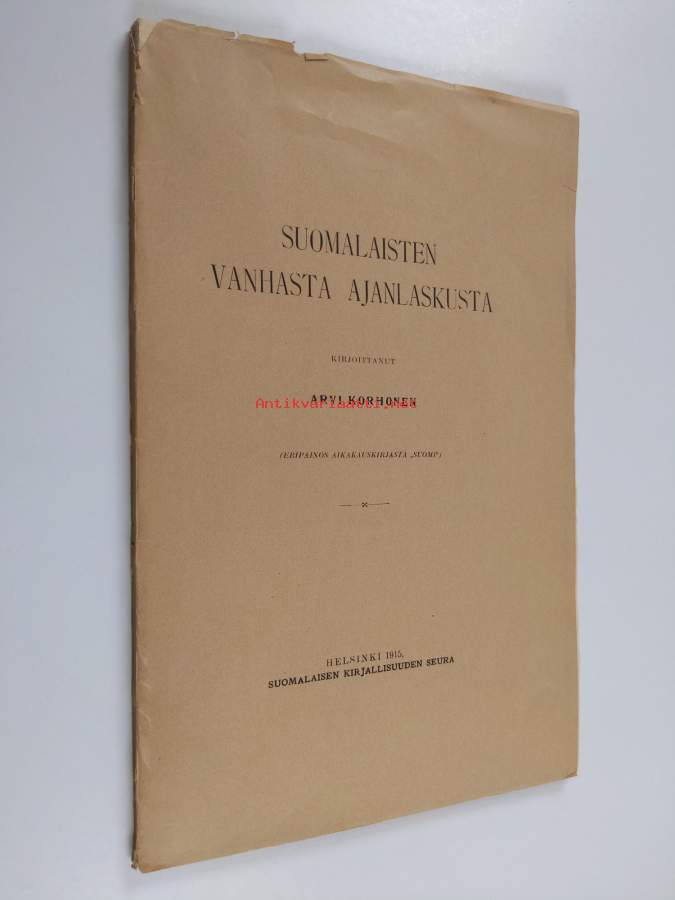 SUOMALAISTEN
VANHASTA AJANLASKUSTA
KIRJOITTANUT
ARVI KORHONEN
Antikvariaatti.net
(ERIPAINOS AIKAKAUSKIRJASTA „SUOMI")
HELSINKI 1915,
SUOMALAISEN KIRJALLISUUDEN SEURA